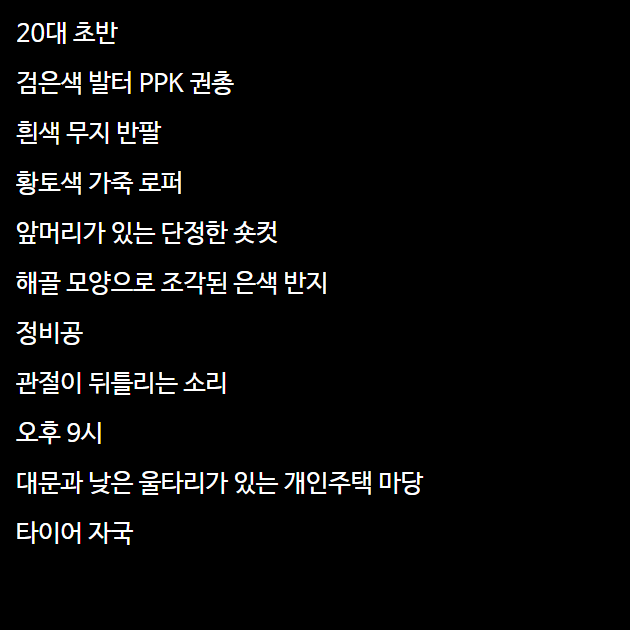 20대 초반
검은색 발터 PPK 권총
흰색 무지 반팔
황토색 가죽 로퍼
앞머리가 있는 단정한 숏컷
해골 모양으로 조각된 은색 반지
정비공
관절이 뒤틀리는 소리
오후 9시
대문과 낮은 울타리가 있는 개인주택 마당
타이어 자국